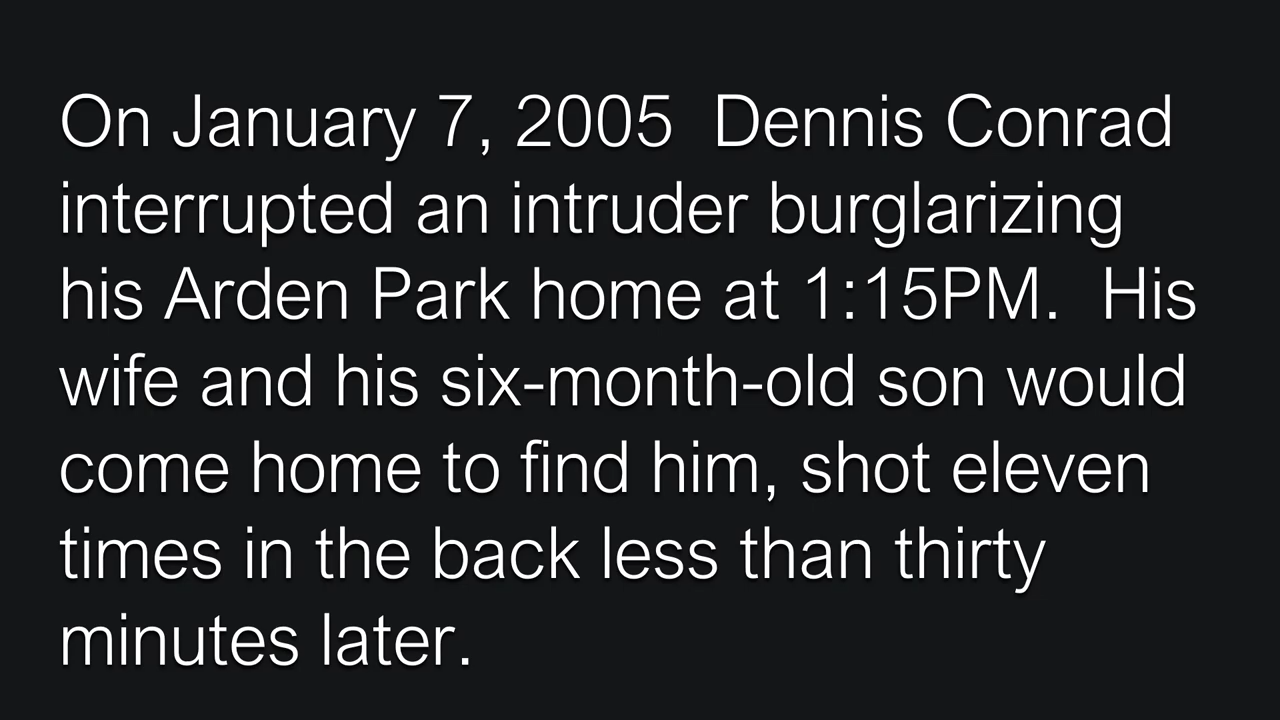 On January 7, 2005  Dennis Conrad
interrupted an intruder burglarizing
his Arden Park home at 1:15PM.  His
wife and his six-month-old son would
come home to find him, shot eleven
times in the back less than thirty
minutes later.